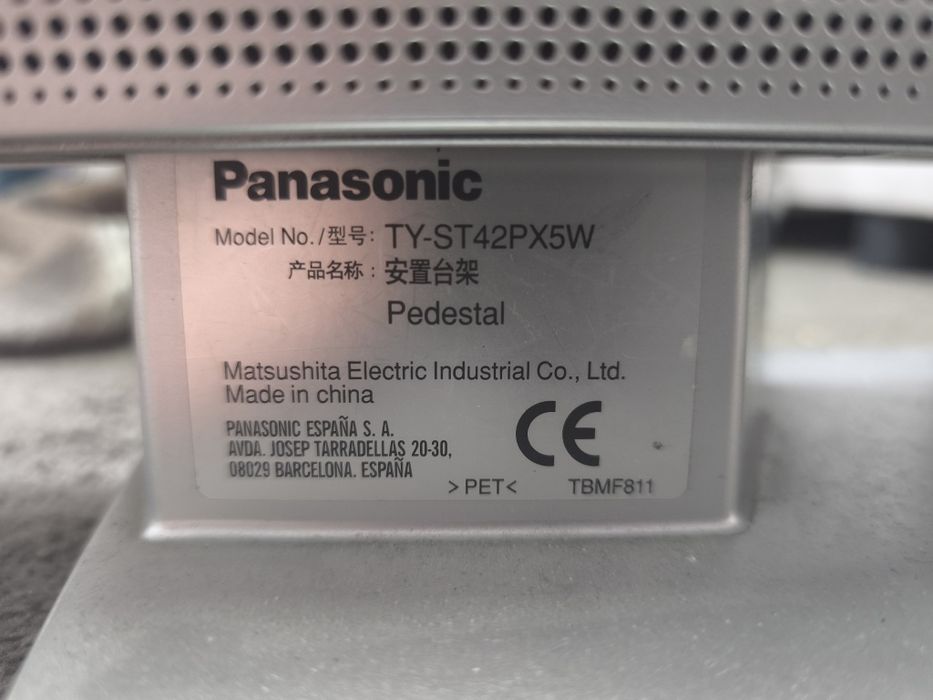 Panasonic
Model No./型号: TY-ST42PX5W
产品名称：安置台架
Pedestal
Matsushita Electric Industrial Co., Ltd.
Made in china
PANASONIC ESPAÑA S. A.
AVDA. JOSEP TARRADELLAS 20-30,
08029 BARCELONA. ESPAÑA
CE
>PET< TBMF811